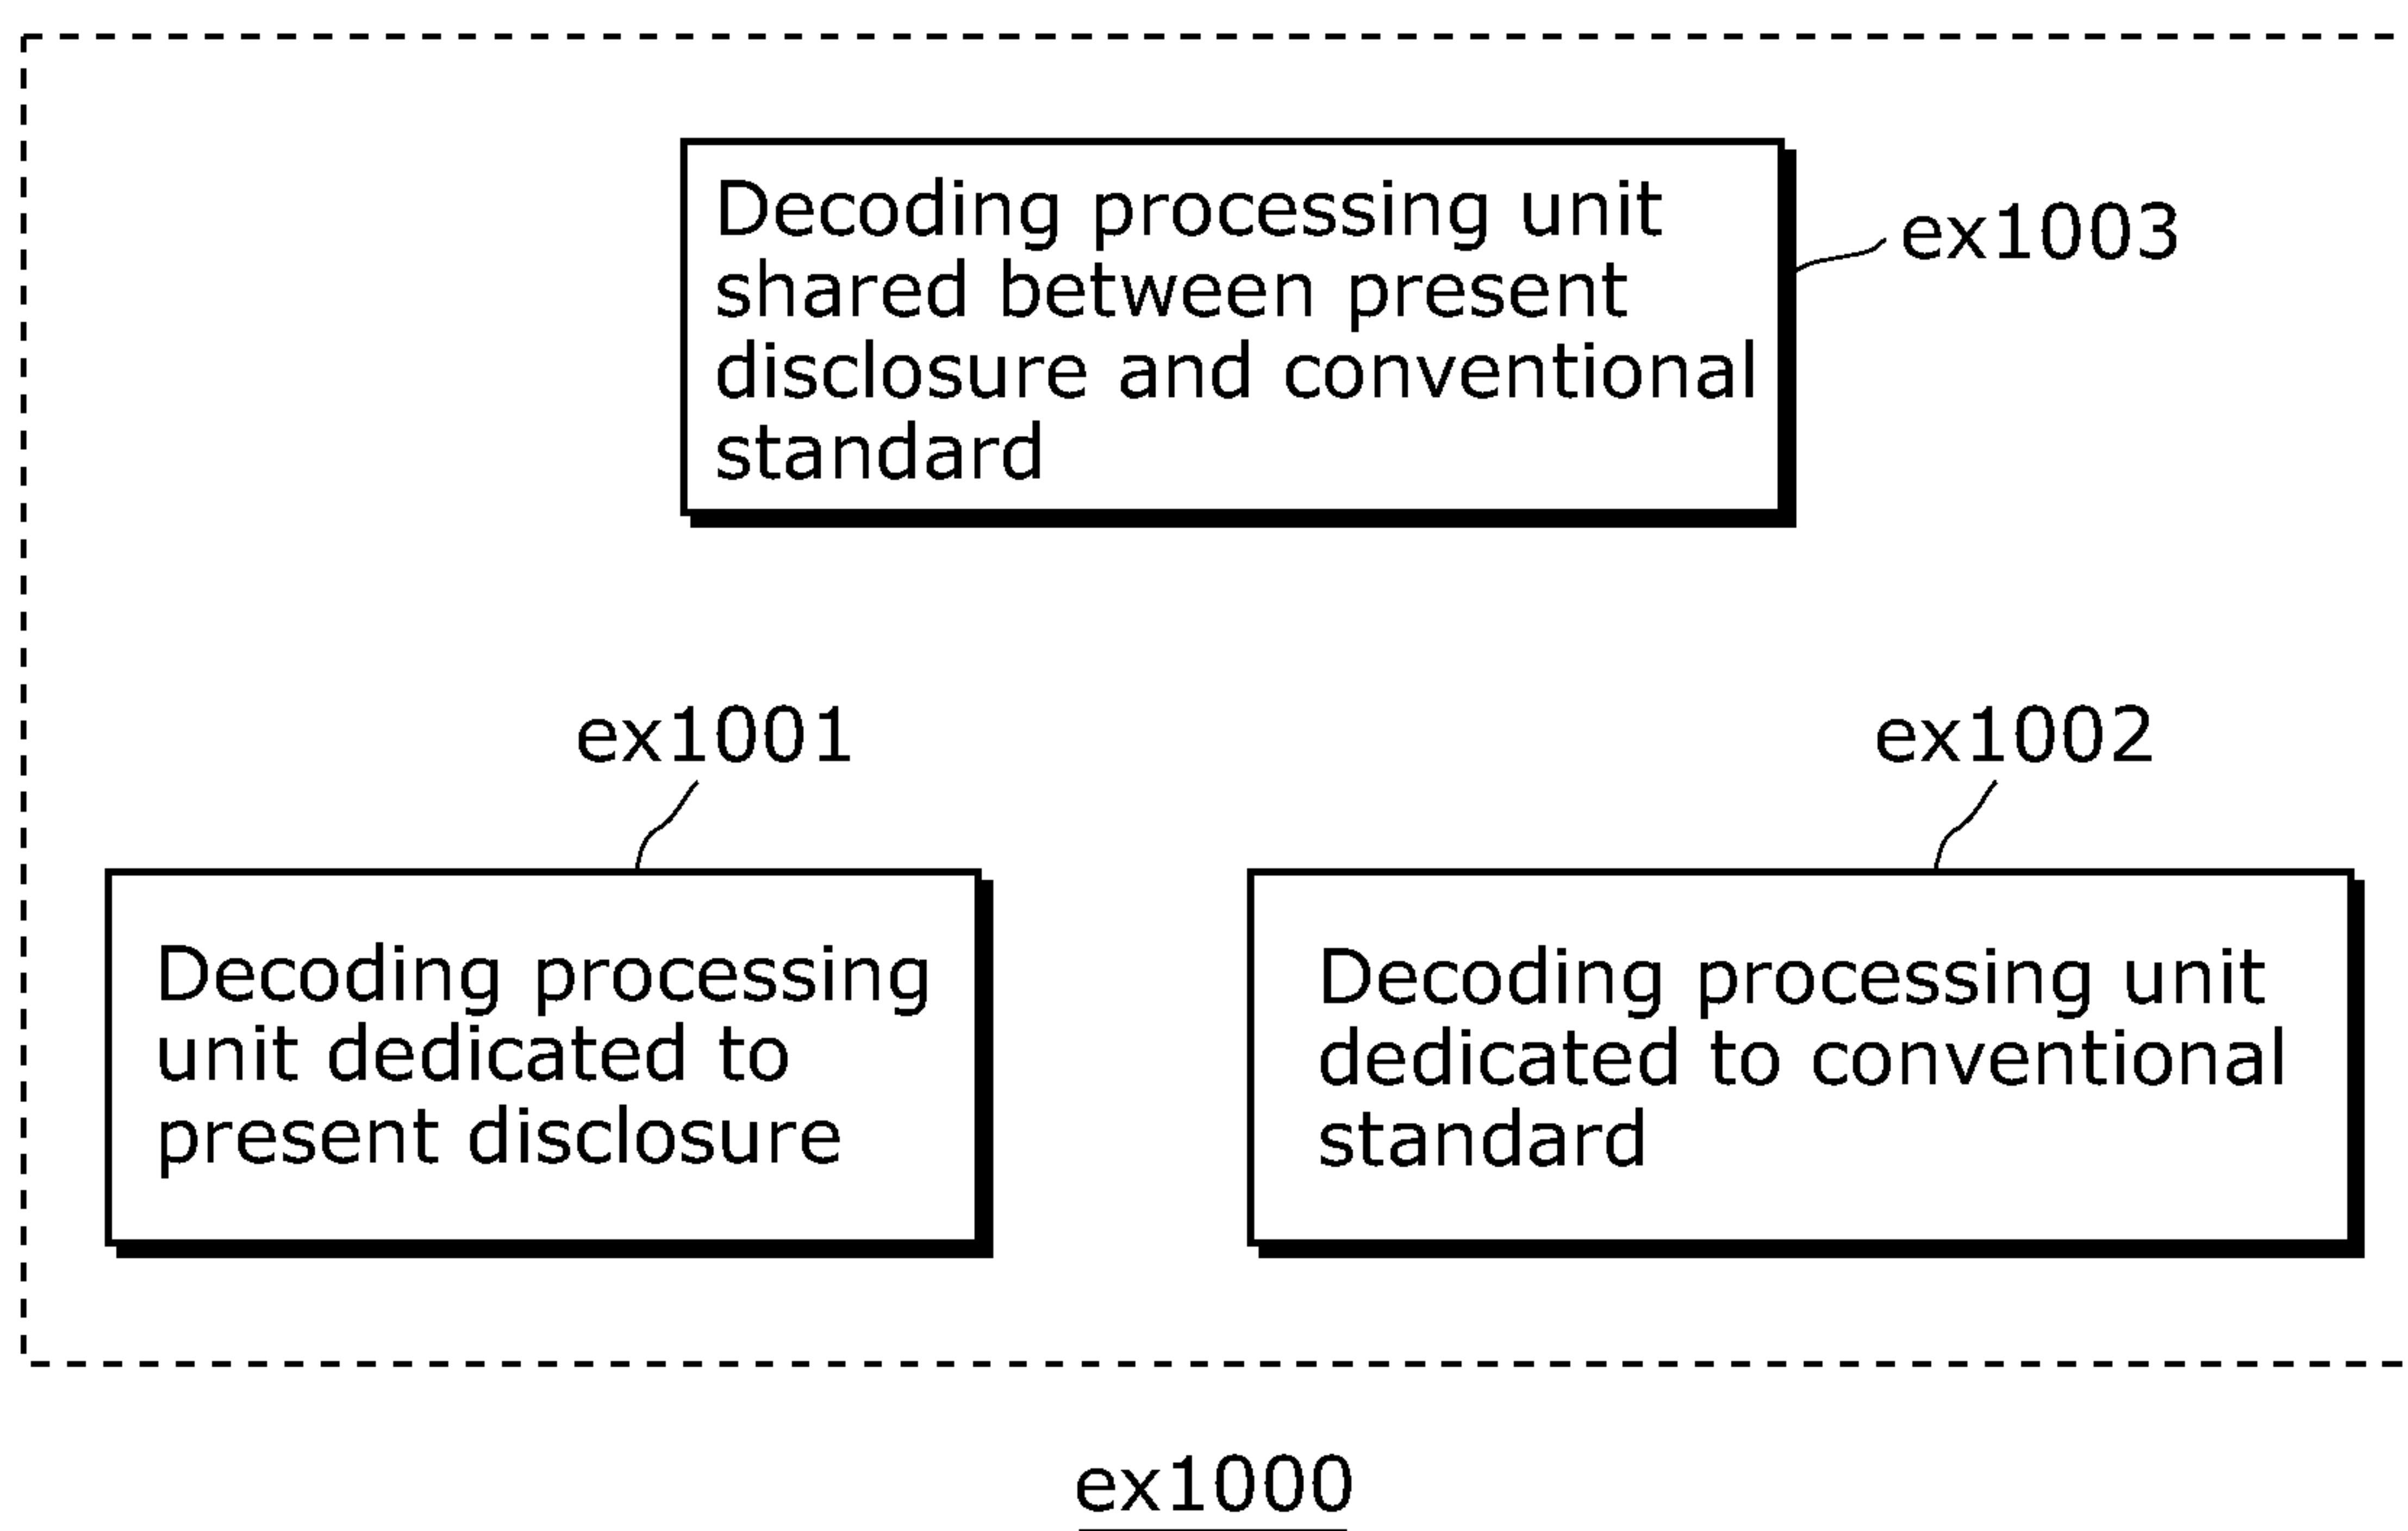 Decoding processing unit
shared between present
disclosure and conventional
standard
ex1003
ex1001
ex1002
Decoding processing
unit dedicated to
present disclosure
Decoding processing unit
dedicated to conventional
standard
ex1000